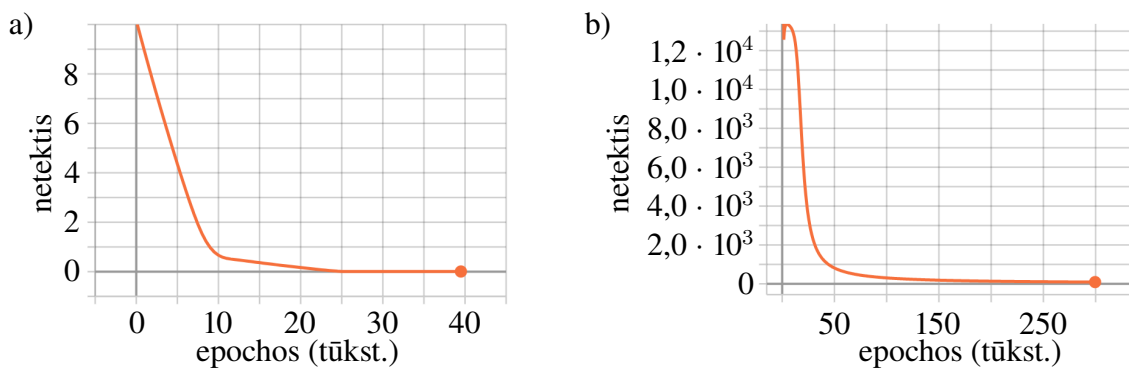 a)
netektis
8
6
4
2
0
0 10 20 30 40
epochos (tūkst.)
b)
netektis
1,2 · 10⁴
1,0 · 10⁴
8,0 · 10³
6,0 · 10³
4,0 · 10³
2,0 · 10³
0
50 150 250
epochos (tūkst.)